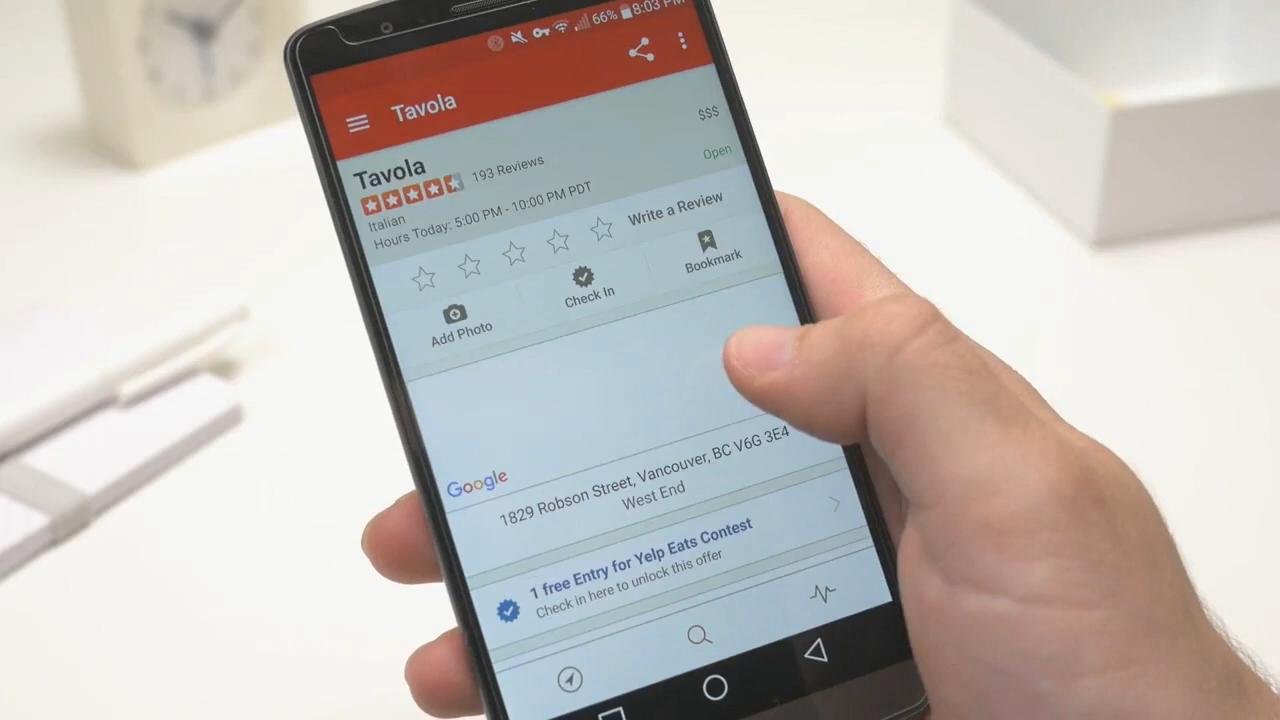 66% 8:03 PM
Tavola
Tavola
$$$
193 Reviews
Open
Italian
Hours Today: 5:00 PM - 10:00 PM PDT
Write a Review
Add Photo
Check In
Bookmark
Google
1829 Robson Street, Vancouver, BC V6G 3E4
West End
1 free Entry for Yelp Eats Contest
Check in here to unlock this offer